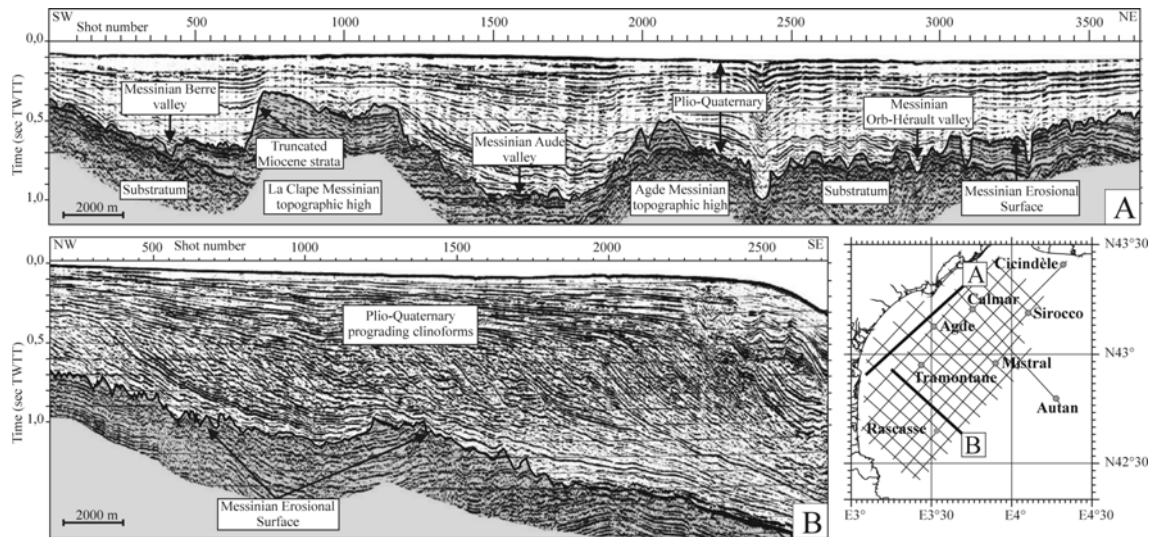 SW Shot number 500 1000 1500 2000 2500 3000 3500 NE
0,0
Messinian Berre
valley
Plio-Quaternary
Messinian
Orb-Hérault valley
Time (sec TWTT)
0,5
Truncated
Miocene strata
Messinian Aude
valley
1,0
Substratum
La Clape Messinian
topographic high
Agde Messinian
topographic high
Substratum
Messinian Erosional
Surface
2000 m
A
NW 500 Shot number 1000 1500 2000 2500 SE
0,0
Plio-Quaternary
prograding clinoforms
Time (sec TWTT)
0,5
1,0
Messinian Erosional
Surface
2000 m
B
N43°30
N43°
N42°30
E3° E3°30 E4° E4°30
A
Cicindèle
Calmar
Sirocco
Agde
Mistral
Tramontane
Autan
Rascasse
B